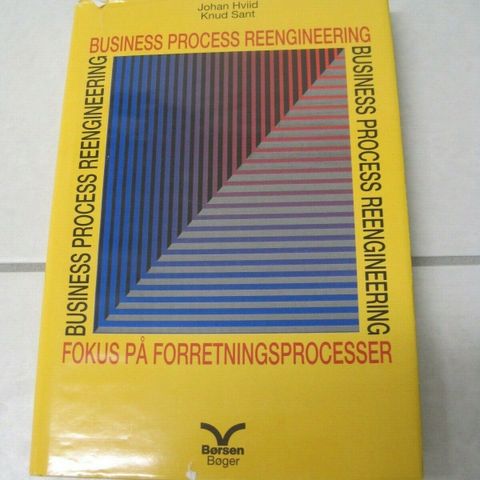 Johan Hviid
Knud Sant
BUSINESS PROCESS REENGINEERING
BUSINESS PROCESS REENGINEERING
BUSINESS PROCESS REENGINEERING
FOKUS PÅ FORRETNINGSPROCESSER
Børsen
Bøger